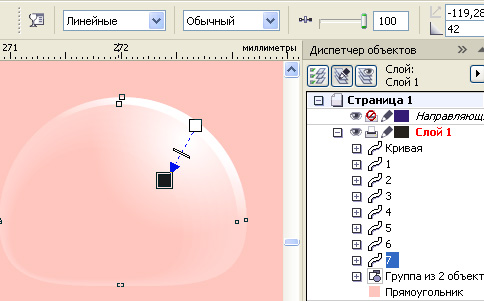 Линейные
Обычный
100
-119,28
42
271
272
миллиметры
Диспетчер объектов
Слой:
Слой 1
Страница 1
Направляющ
Слой 1
Кривая
1
2
3
4
5
6
7
Группа из 2 объект
Прямоугольник